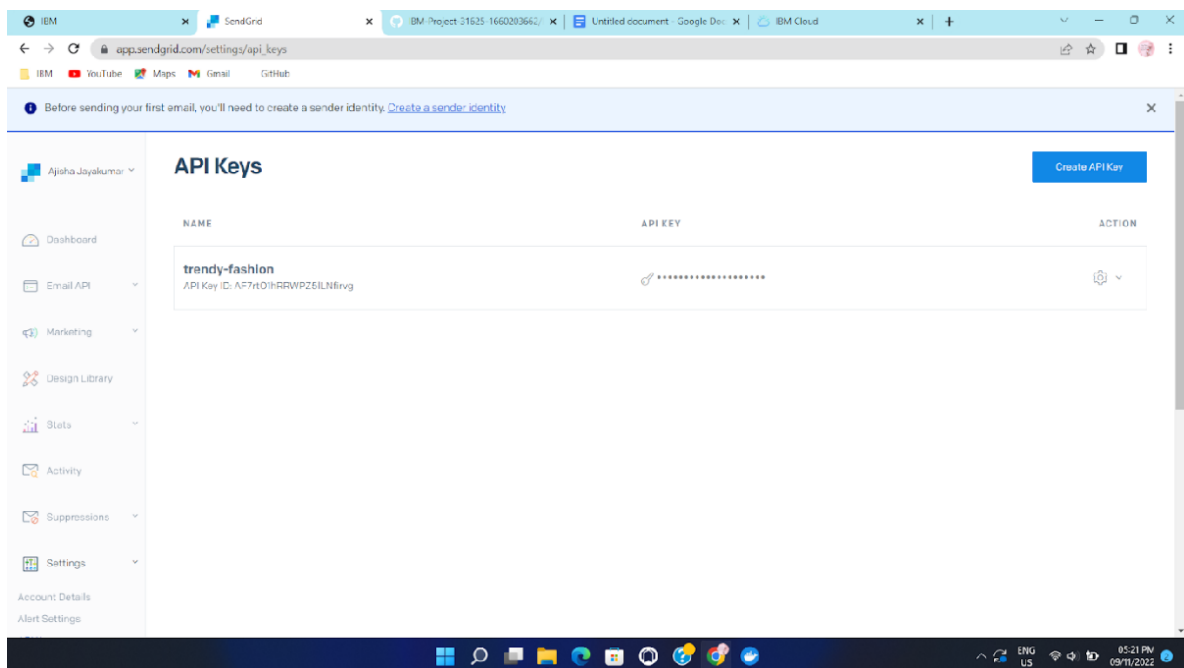 IBM
SendGrid
IBM-Project-31625-1660203662/
Untitled document - Google Doc
IBM Cloud
app.sendgrid.com/settings/api_keys
IBM
YouTube
Maps
Gmail
GitHub
Before sending your first email, you'll need to create a sender identity. Create a sender identity
Ajisha Jayakumar
API Keys
Create API Key
NAME
API KEY
ACTION
trendy-fashion
API Key ID:
Dashboard
Email API
Marketing
Design Library
Stats
Activity
Suppressions
Settings
Account Details
Alert Settings
ENG
US
05:21 PM
09/11/2022